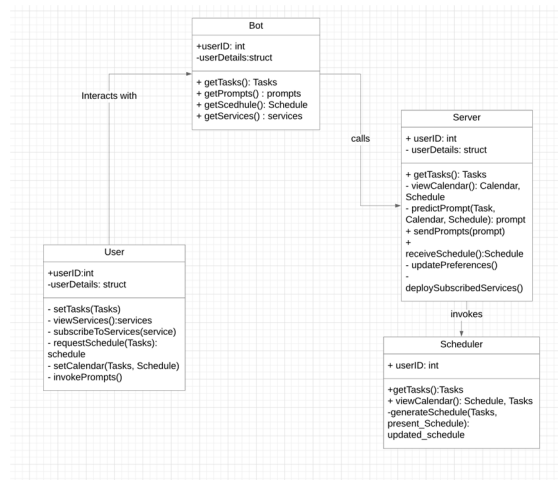 Bot
+userID: int
-userDetails:struct
+ getTasks(): Tasks
+ getPrompts() : prompts
+ getScedhule(): Schedule
+ getServices() : services
Interacts with
calls
Server
+ userID: int
- userDetails: struct
+ getTasks(): Tasks
- viewCalendar(): Calendar,
Schedule
- predictPrompt(Task,
Calendar, Schedule): prompt
+ sendPrompts(prompt)
+
receiveSchedule():Schedule
- updatePreferences()
-
deploySubscribedServices()
User
+userID:int
-userDetails: struct
- setTasks(Tasks)
- viewServices():services
- subscribeToServices(service)
- requestSchedule(Tasks):
schedule
- setCalendar(Tasks, Schedule)
- invokePrompts()
invokes
Scheduler
+ userID: int
+getTasks():Tasks
+ viewCalendar(): Schedule, Tasks
-generateSchedule(Tasks,
present_Schedule):
updated_schedule